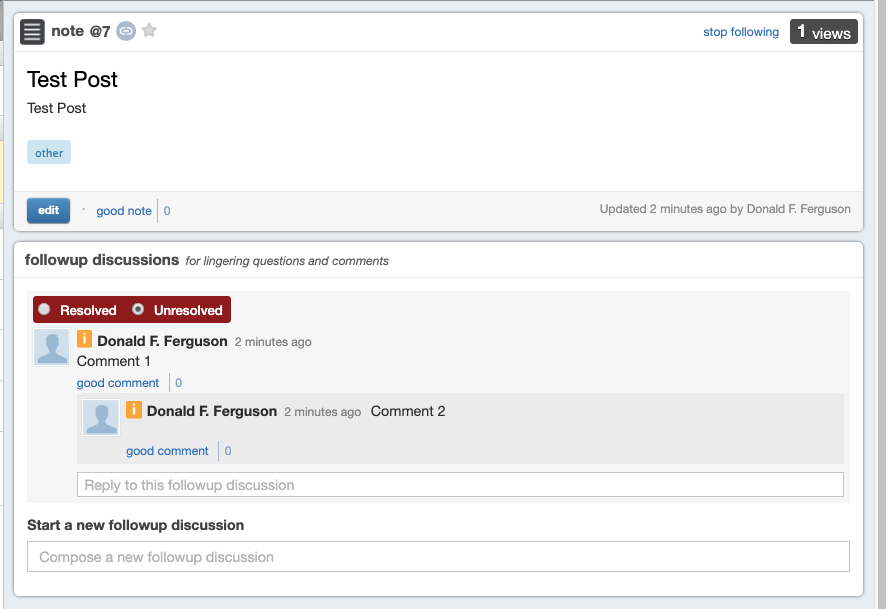 note @7
stop following
1 views
Test Post
Test Post
other
edit · good note 0
Updated 2 minutes ago by Donald F. Ferguson
followup discussions for lingering questions and comments
Resolved Unresolved
i Donald F. Ferguson 2 minutes ago
Comment 1
good comment 0
i Donald F. Ferguson 2 minutes ago Comment 2
good comment 0
Reply to this followup discussion
Start a new followup discussion
Compose a new followup discussion